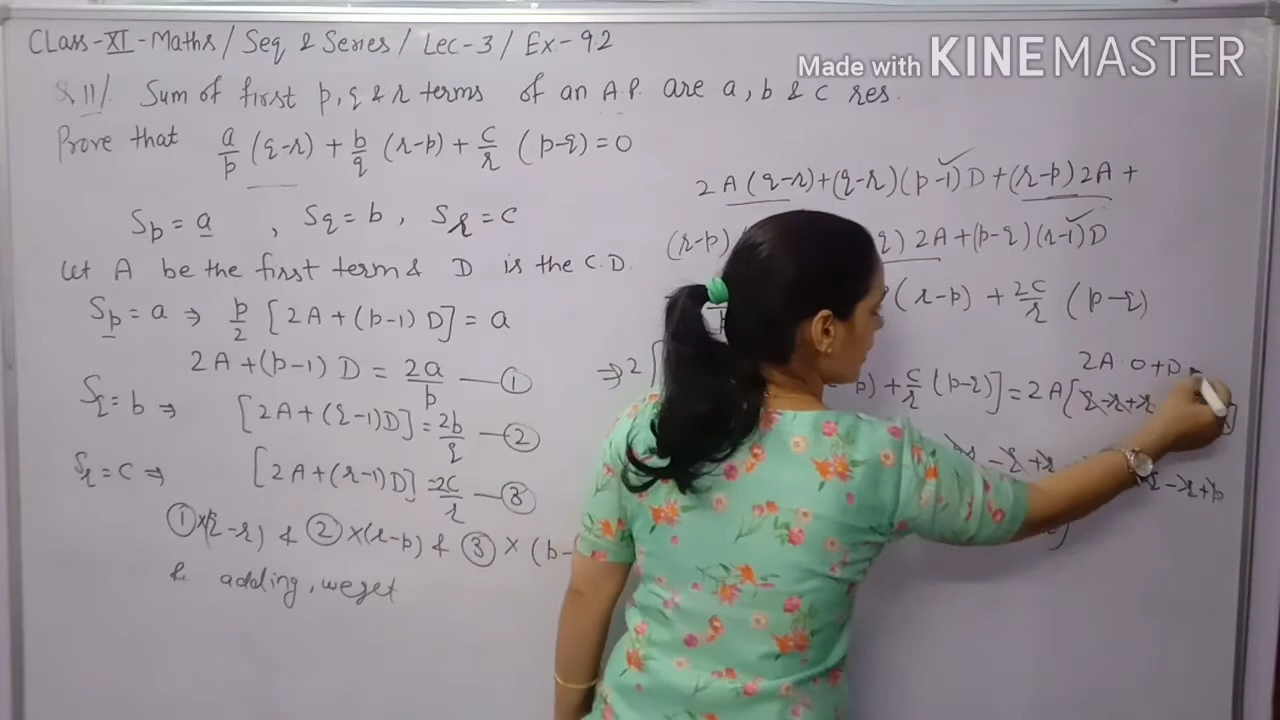 Class-XI-Maths/ Seq & Series/ Lec-3/ Ex-9.2
Made with KINEMASTER
Q 11/. Sum of first p, q & r terms of an A.P. are a, b & c res.
Prove that a/p (q-r) + b/q (r-p) + c/r (p-q) = 0
Sp = a , Sq = b , Sr = c
Let A be the first term & D is the C.D.
Sp = a ⇒ p/2 [2A + (p-1) D] = a
2A + (p-1) D = 2a/p — ①
Sq = b ⇒ [2A + (q-1)D] = 2b/q — ②
Sr = c ⇒ [2A + (r-1)D] = 2c/r — ③
① × (q-r) & ② × (r-p) & ③ × (p-
& adding, we get
2A (q-r) + (q-r) (p-1) D + (r-p) 2A +
(r-p) q) 2A + (p-q) (r-1) D
(r-p) + 2c/r (p-q)
⇒ 2 [ p) + c/r (p-q)] = 2A [q-r+r
2A·0+D
-q+r
-r+p